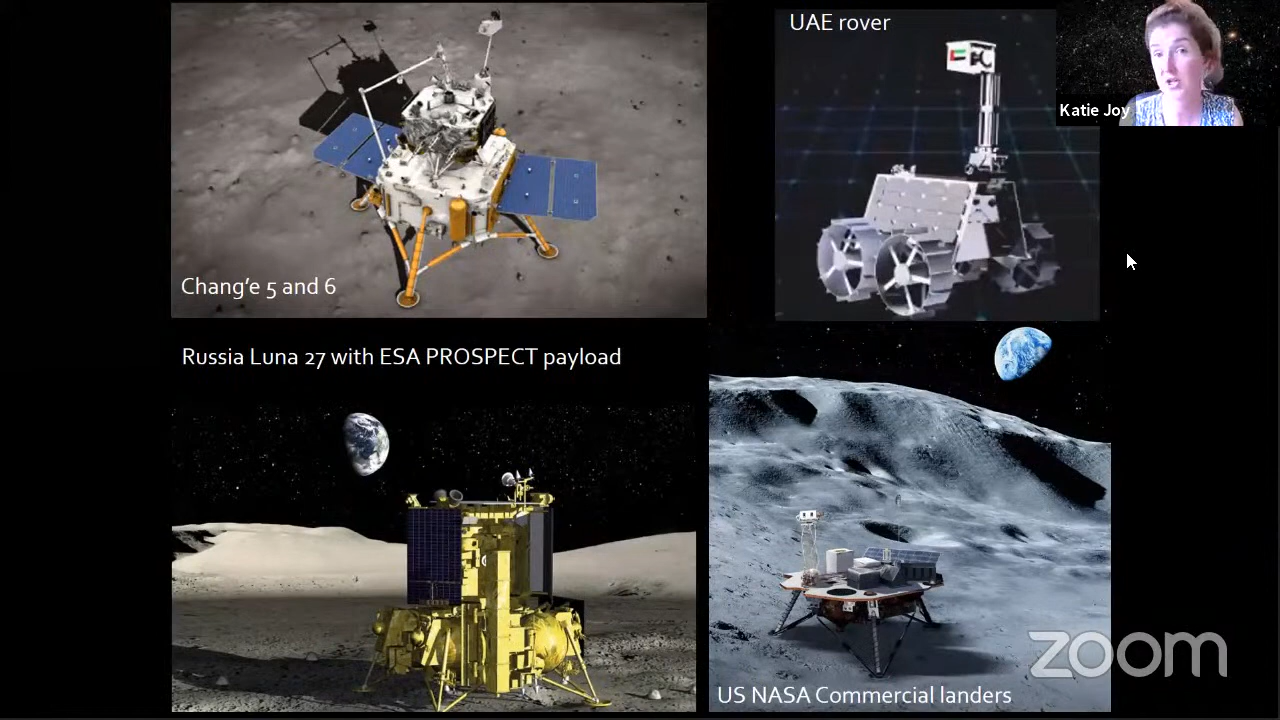 UAE rover
Katie Joy
Chang’e 5 and 6
Russia Luna 27 with ESA PROSPECT payload
US NASA Commercial landers
zoom